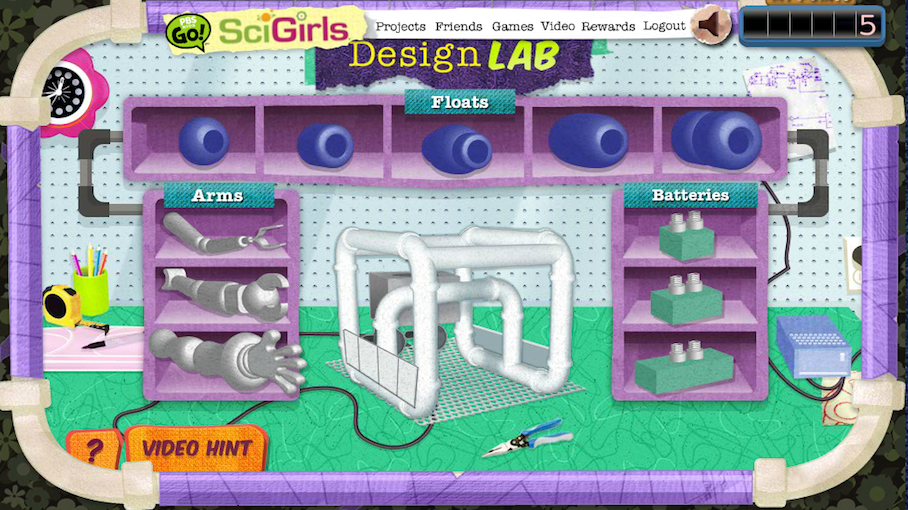 PBS KIDS GO! SciGirls
Projects Friends Games Video Rewards Logout
5
Design LAB
Floats
Arms
Batteries
?
VIDEO HINT